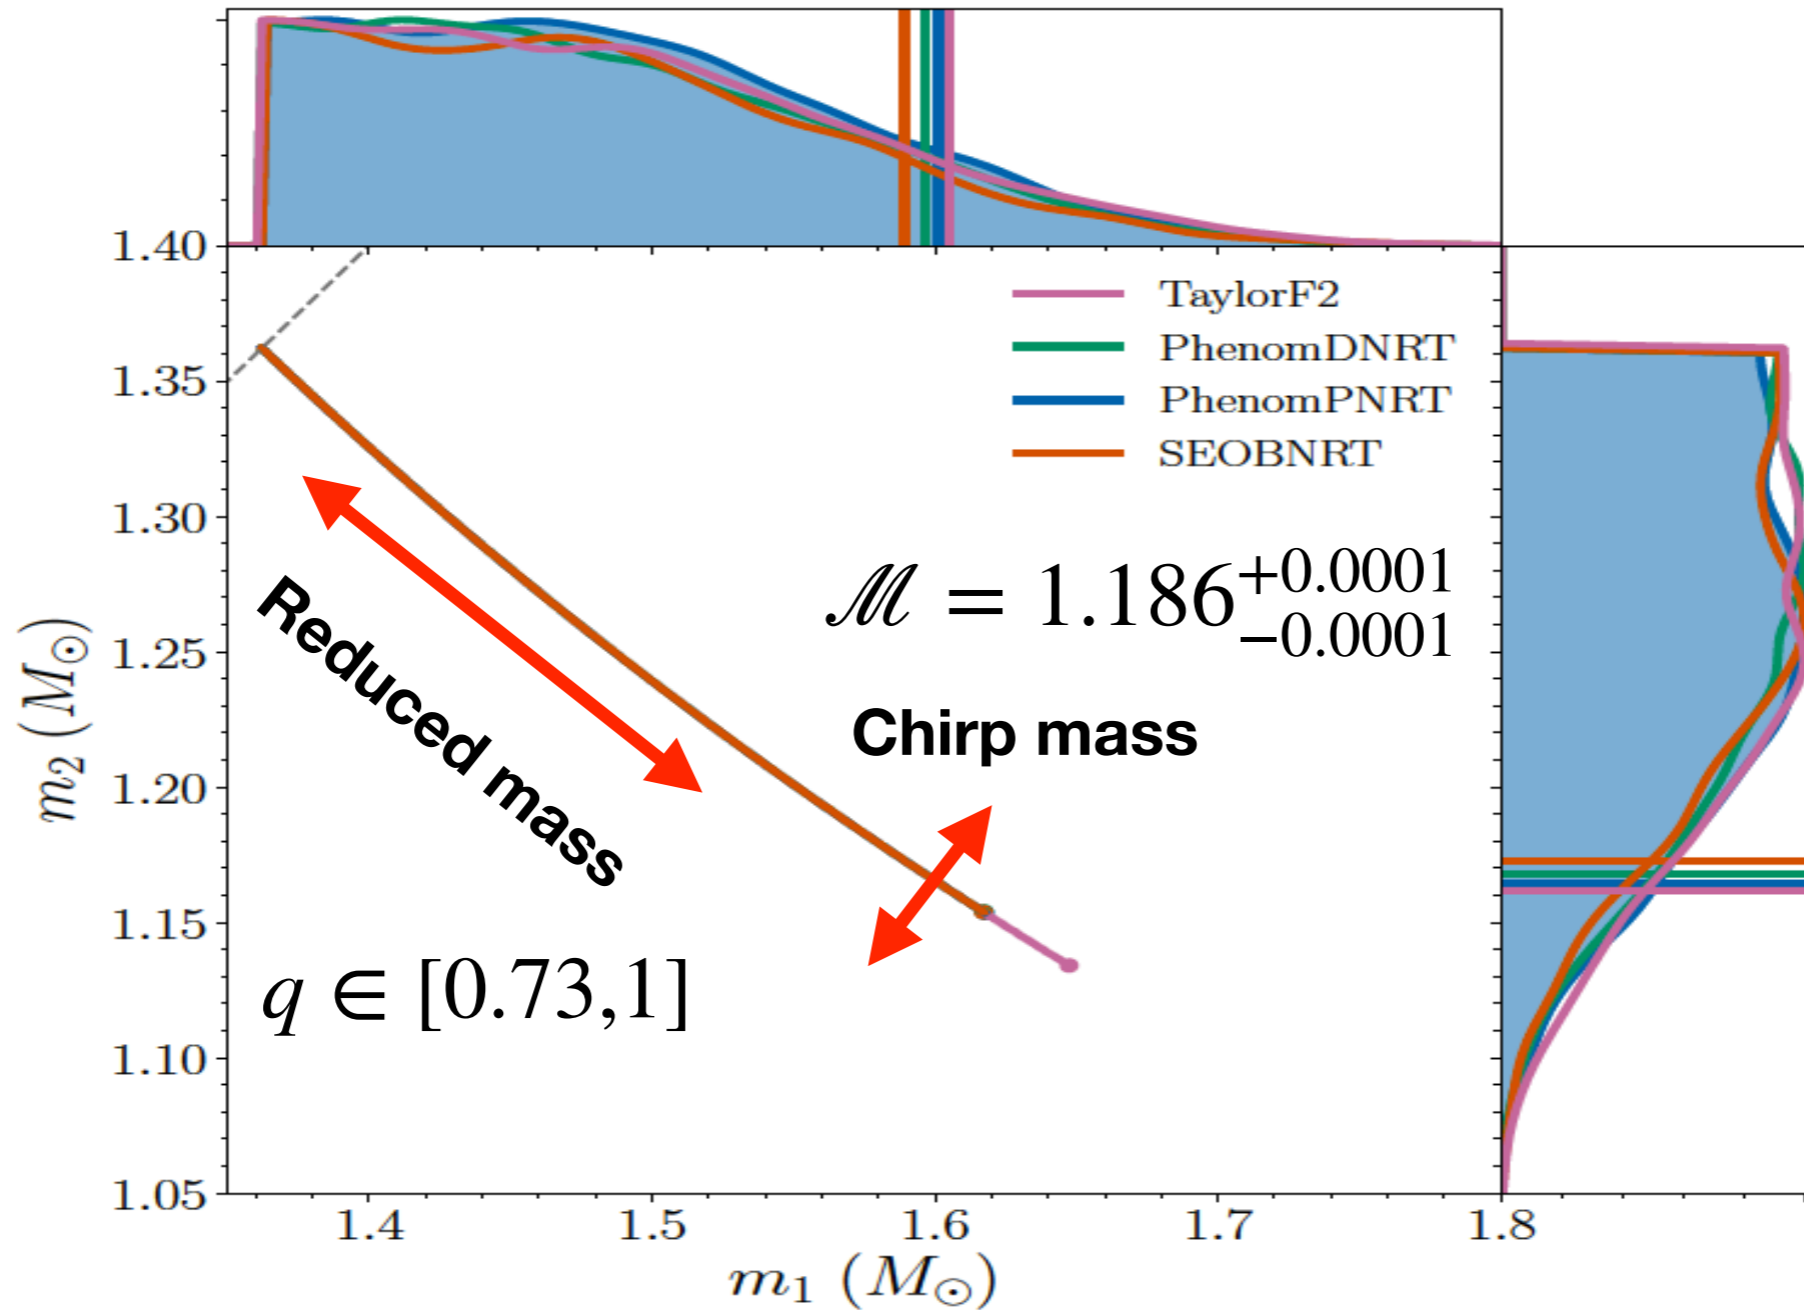 1.40
1.35
1.30
1.25
1.20
1.15
1.10
1.05
m₂ (M⊙)
TaylorF2
PhenomDNRT
PhenomPNRT
SEOBNRT
ℳ = 1.186 +0.0001 −0.0001
Reduced mass
Chirp mass
q ∈ [0.73,1]
1.4 1.5 1.6 1.7 1.8
m₁ (M⊙)